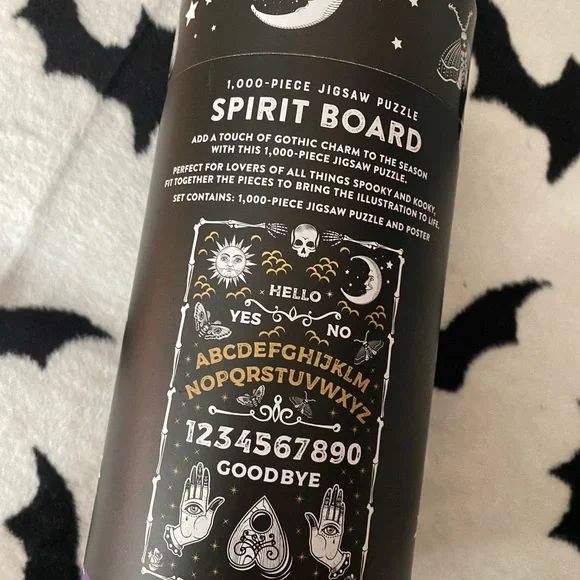 1,000-PIECE JIGSAW PUZZLE
SPIRIT BOARD
ADD A TOUCH OF GOTHIC CHARM TO THE SEASON
WITH THIS 1,000-PIECE JIGSAW PUZZLE.
PERFECT FOR LOVERS OF ALL THINGS SPOOKY AND KOOKY,
FIT TOGETHER THE PIECES TO BRING THE ILLUSTRATION TO LIFE.
SET CONTAINS: 1,000-PIECE JIGSAW PUZZLE AND POSTER
HELLO
YES NO
ABCDEFGHIJKLM
NOPQRSTUVWXYZ
1234567890
GOODBYE